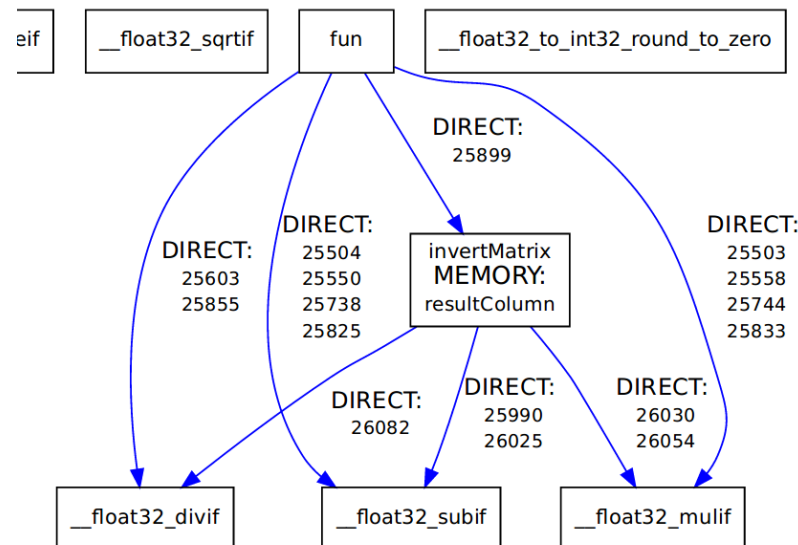 eif
__float32_sqrtif
fun
__float32_to_int32_round_to_zero
DIRECT:
25899
DIRECT:
25603
25855
DIRECT:
25504
25550
25738
25825
DIRECT:
25503
25558
25744
25833
invertMatrix
MEMORY:
resultColumn
DIRECT:
26082
DIRECT:
25990
26025
DIRECT:
26030
26054
__float32_divif
__float32_subif
__float32_mulif